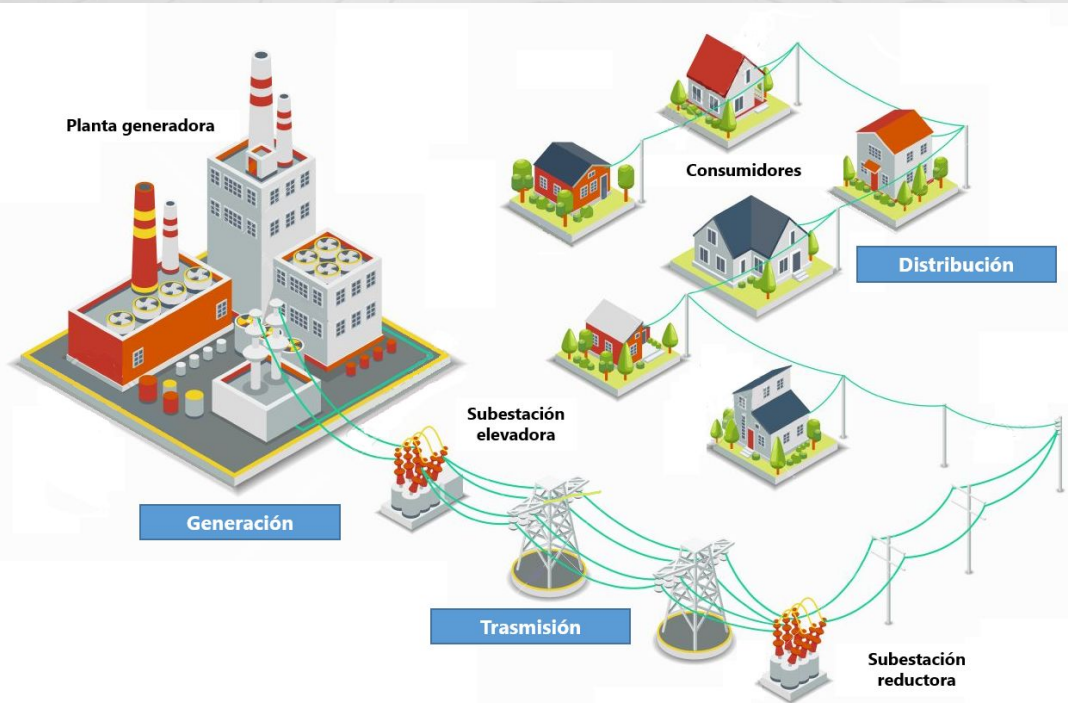 Planta generadora
Consumidores
Distribución
Subestación
elevadora
Generación
Trasmisión
Subestación
reductora